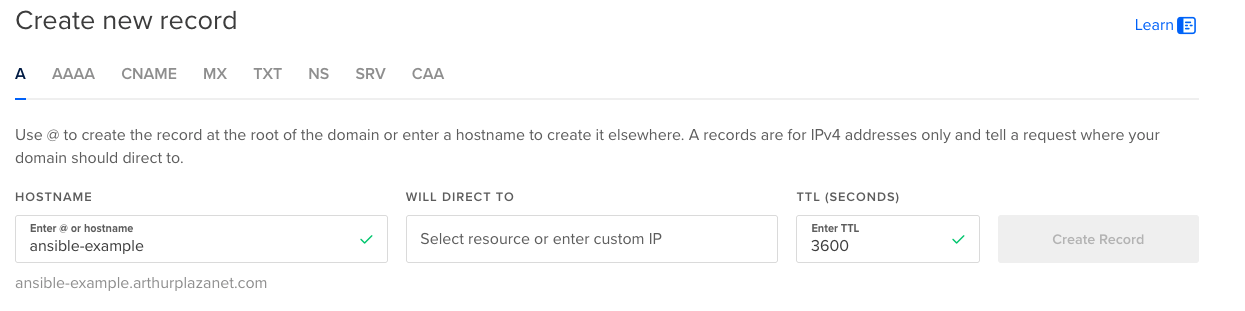 Create new record
Learn
A AAAA CNAME MX TXT NS SRV CAA
Use @ to create the record at the root of the domain or enter a hostname to create it elsewhere. A records are for IPv4 addresses only and tell a request where your
domain should direct to.
HOSTNAME WILL DIRECT TO TTL (SECONDS)
Enter @ or hostname
ansible-example
Select resource or enter custom IP
Enter TTL
3600
Create Record
ansible-example.arthurplazanet.com